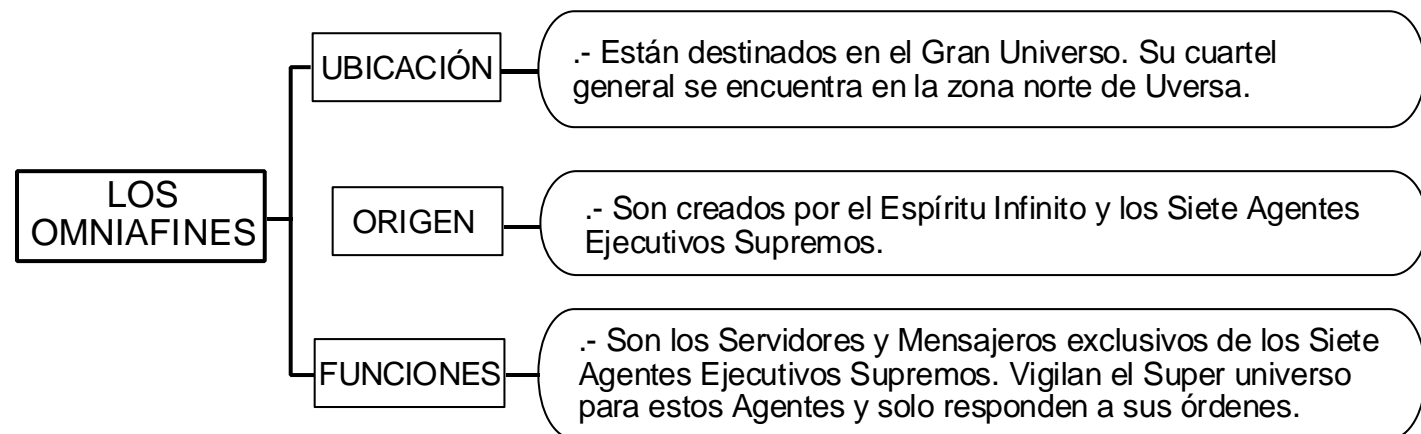 LOS
OMNIAFINES
UBICACIÓN
.- Están destinados en el Gran Universo. Su cuartel
general se encuentra en la zona norte de Uversa.
ORIGEN
.- Son creados por el Espíritu Infinito y los Siete Agentes
Ejecutivos Supremos.
FUNCIONES
.- Son los Servidores y Mensajeros exclusivos de los Siete
Agentes Ejecutivos Supremos. Vigilan el Super universo
para estos Agentes y solo responden a sus órdenes.